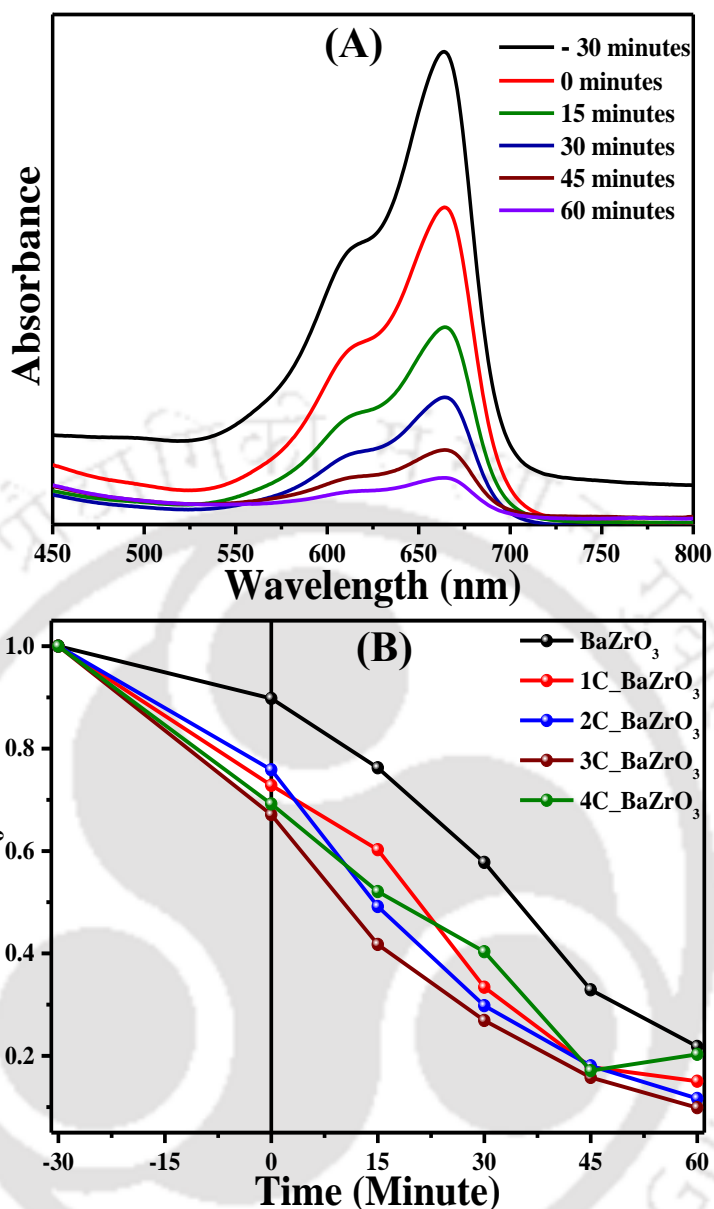 (A)
- 30 minutes
0 minutes
15 minutes
30 minutes
45 minutes
60 minutes
Absorbance
450 500 550 600 650 700 750 800
Wavelength (nm)
(B)
BaZrO₃
1C_BaZrO₃
2C_BaZrO₃
3C_BaZrO₃
4C_BaZrO₃
1.0
0.8
0.6
0.4
0.2
-30 -15 0 15 30 45 60
Time (Minute)